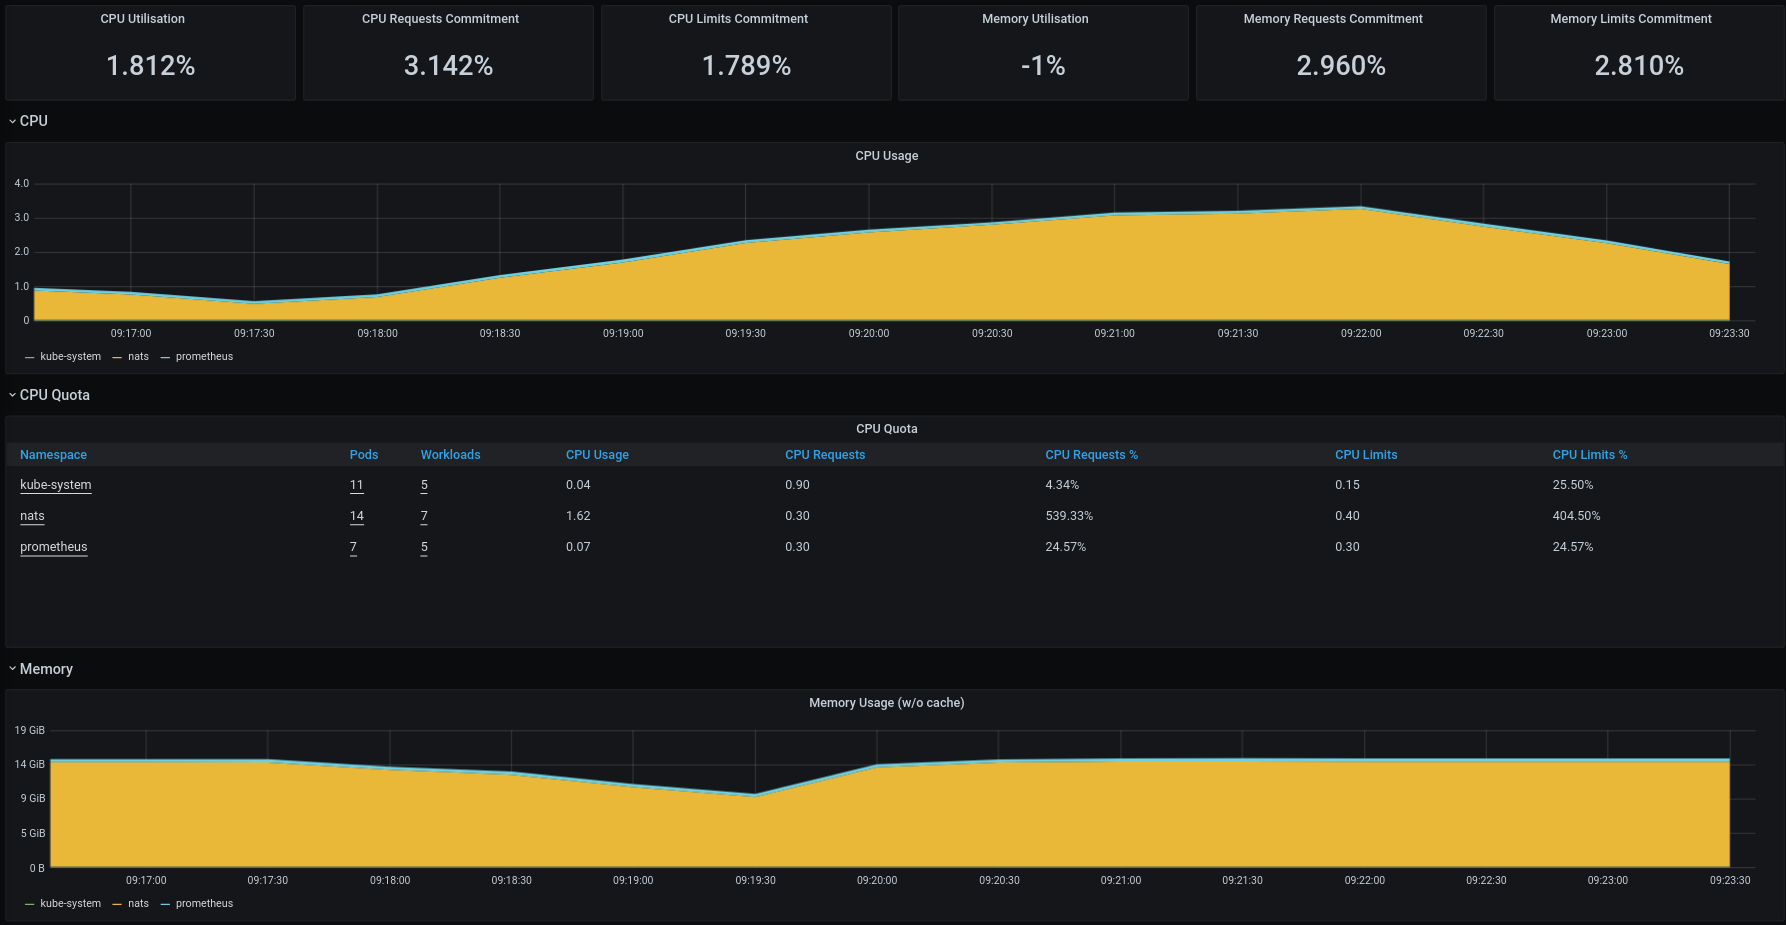 CPU Utilisation CPU Requests Commitment CPU Limits Commitment Memory Utilisation Memory Requests Commitment Memory Limits Commitment
1.812% 3.142% 1.789% -1% 2.960% 2.810%
CPU
CPU Usage
4.0
3.0
2.0
1.0
0
09:17:00 09:17:30 09:18:00 09:18:30 09:19:00 09:19:30 09:20:00 09:20:30 09:21:00 09:21:30 09:22:00 09:22:30 09:23:00 09:23:30
kube-system nats prometheus
CPU Quota
CPU Quota
Namespace Pods Workloads CPU Usage CPU Requests CPU Requests % CPU Limits CPU Limits %
kube-system 11 5 0.04 0.90 4.34% 0.15 25.50%
nats 14 7 1.62 0.30 539.33% 0.40 404.50%
prometheus 7 5 0.07 0.30 24.57% 0.30 24.57%
Memory
Memory Usage (w/o cache)
19 GiB
14 GiB
9 GiB
5 GiB
0 B
09:17:00 09:17:30 09:18:00 09:18:30 09:19:00 09:19:30 09:20:00 09:20:30 09:21:00 09:21:30 09:22:00 09:22:30 09:23:00 09:23:30
kube-system nats prometheus